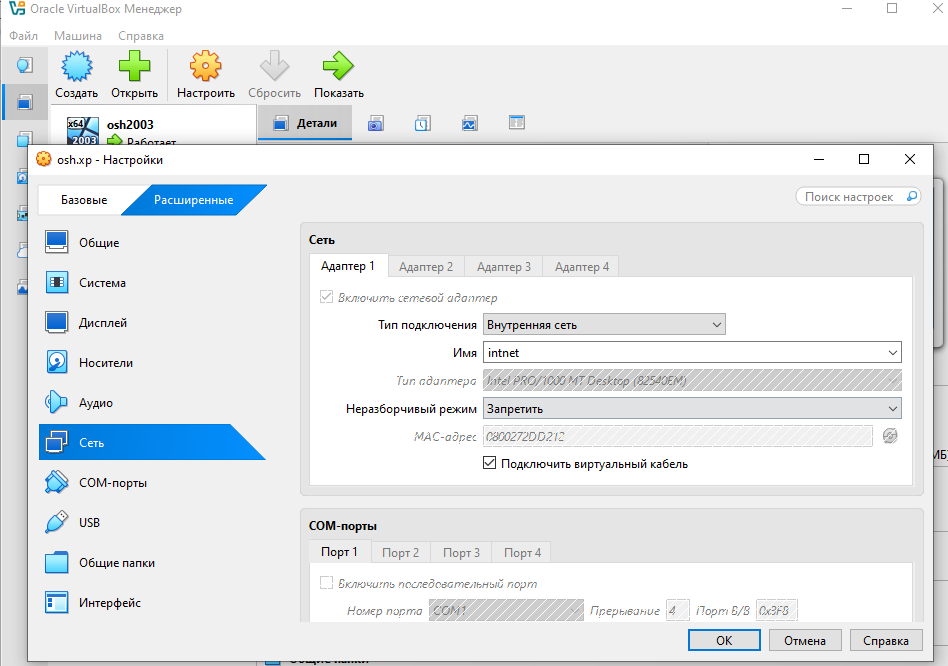 Oracle VirtualBox Менеджер
Файл Машина Справка
Создать Открыть Настроить Сбросить Показать
x64 2003 osh2003 Детали
Работает
osh.xp - Настройки
Базовые Расширенные Поиск настроек
Общие
Система
Дисплей
Носители
Аудио
Сеть
COM-порты
USB
Общие папки
Интерфейс
Сеть
Адаптер 1 Адаптер 2 Адаптер 3 Адаптер 4
Включить сетевой адаптер
Тип подключения Внутренняя сеть
Имя intnet
Тип адаптера Intel PRO/1000 MT Desktop (82540EM)
Неразборчивый режим Запретить
MAC-адрес 0800272DD212
Подключить виртуальный кабель
МБ)
COM-порты
Порт 1 Порт 2 Порт 3 Порт 4
Включить последовательный порт
Номер порта COM1 Прерывание 4 Порт В/В 0x3F8
OK Отмена Справка
Общие папки